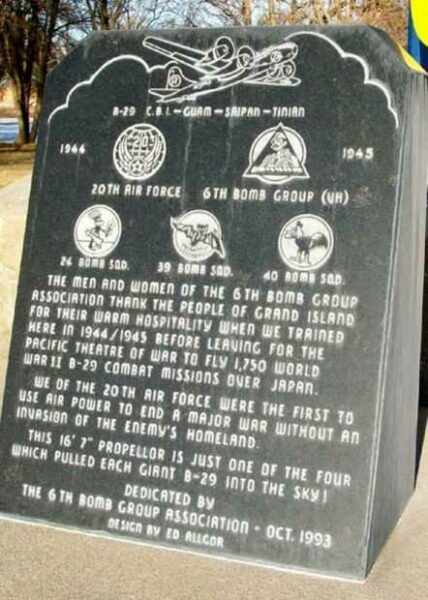 B-29 C.B.I. – GUAM – SAIPAN – TINIAN
1944
1945
20
20TH AIR FORCE 6TH BOMB GROUP (VH)
26 BOMB SQD. 39 BOMB SQD. 40 BOMB SQD.
THE MEN AND WOMEN OF THE 6TH BOMB GROUP
ASSOCIATION THANK THE PEOPLE OF GRAND ISLAND
FOR THEIR WARM HOSPITALITY WHEN WE TRAINED
HERE IN 1944/1945 BEFORE LEAVING FOR THE
PACIFIC THEATRE OF WAR TO FLY 1,750 WORLD
WAR II B-29 COMBAT MISSIONS OVER JAPAN.
WE OF THE 20TH AIR FORCE WERE THE FIRST TO
USE AIR POWER TO END A MAJOR WAR WITHOUT AN
INVASION OF THE ENEMY'S HOMELAND.
THIS 16' 7" PROPELLOR IS JUST ONE OF THE FOUR
WHICH PULLED EACH GIANT B-29 INTO THE SKY!
DEDICATED BY
THE 6TH BOMB GROUP ASSOCIATION - OCT. 1993
DESIGN BY ED ALLGOR